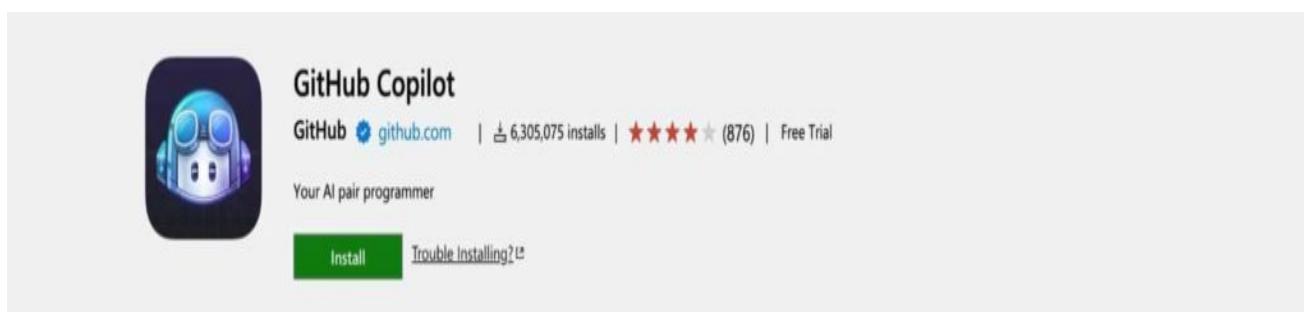 GitHub Copilot
GitHub github.com | 6,305,075 installs | (876) | Free Trial
Your AI pair programmer
Install Trouble Installing?